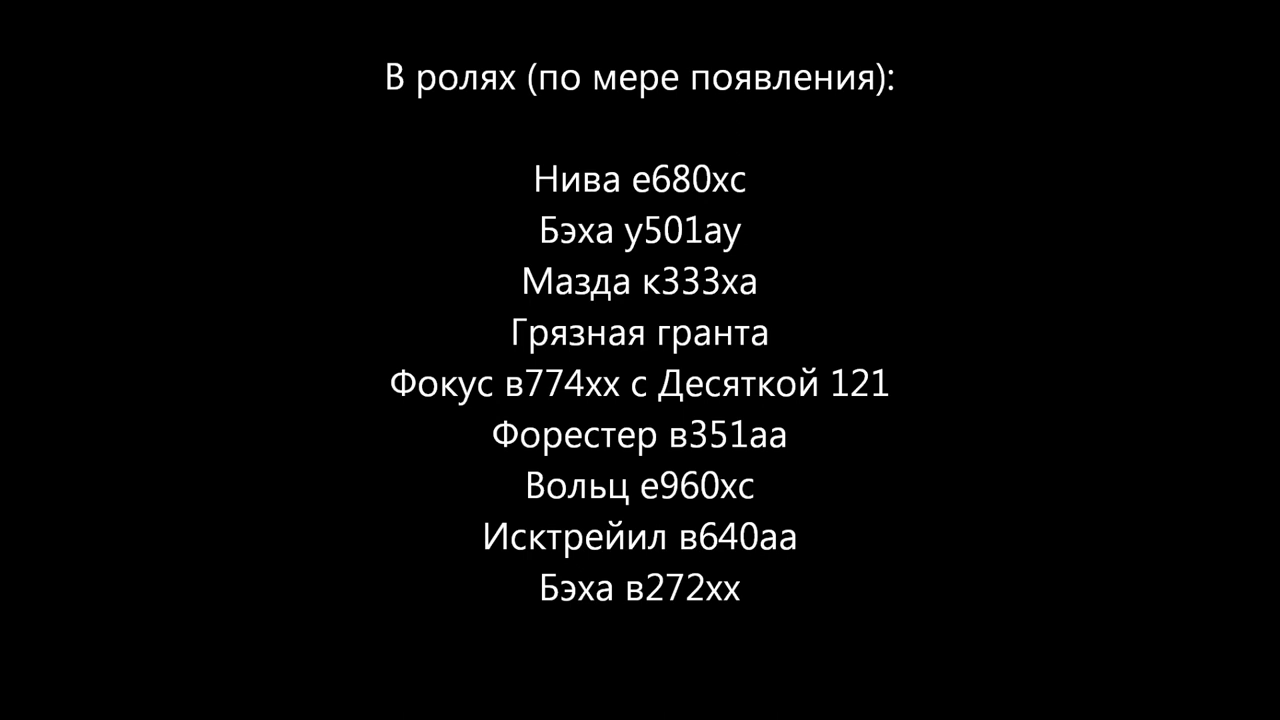 В ролях (по мере появления):
Нива е680хс
Бэха у501ау
Мазда к333ха
Грязная гранта
Фокус в774хх с Десяткой 121
Форестер в351аа
Вольц е960хс
Исктрейил в640аа
Бэха в272хх